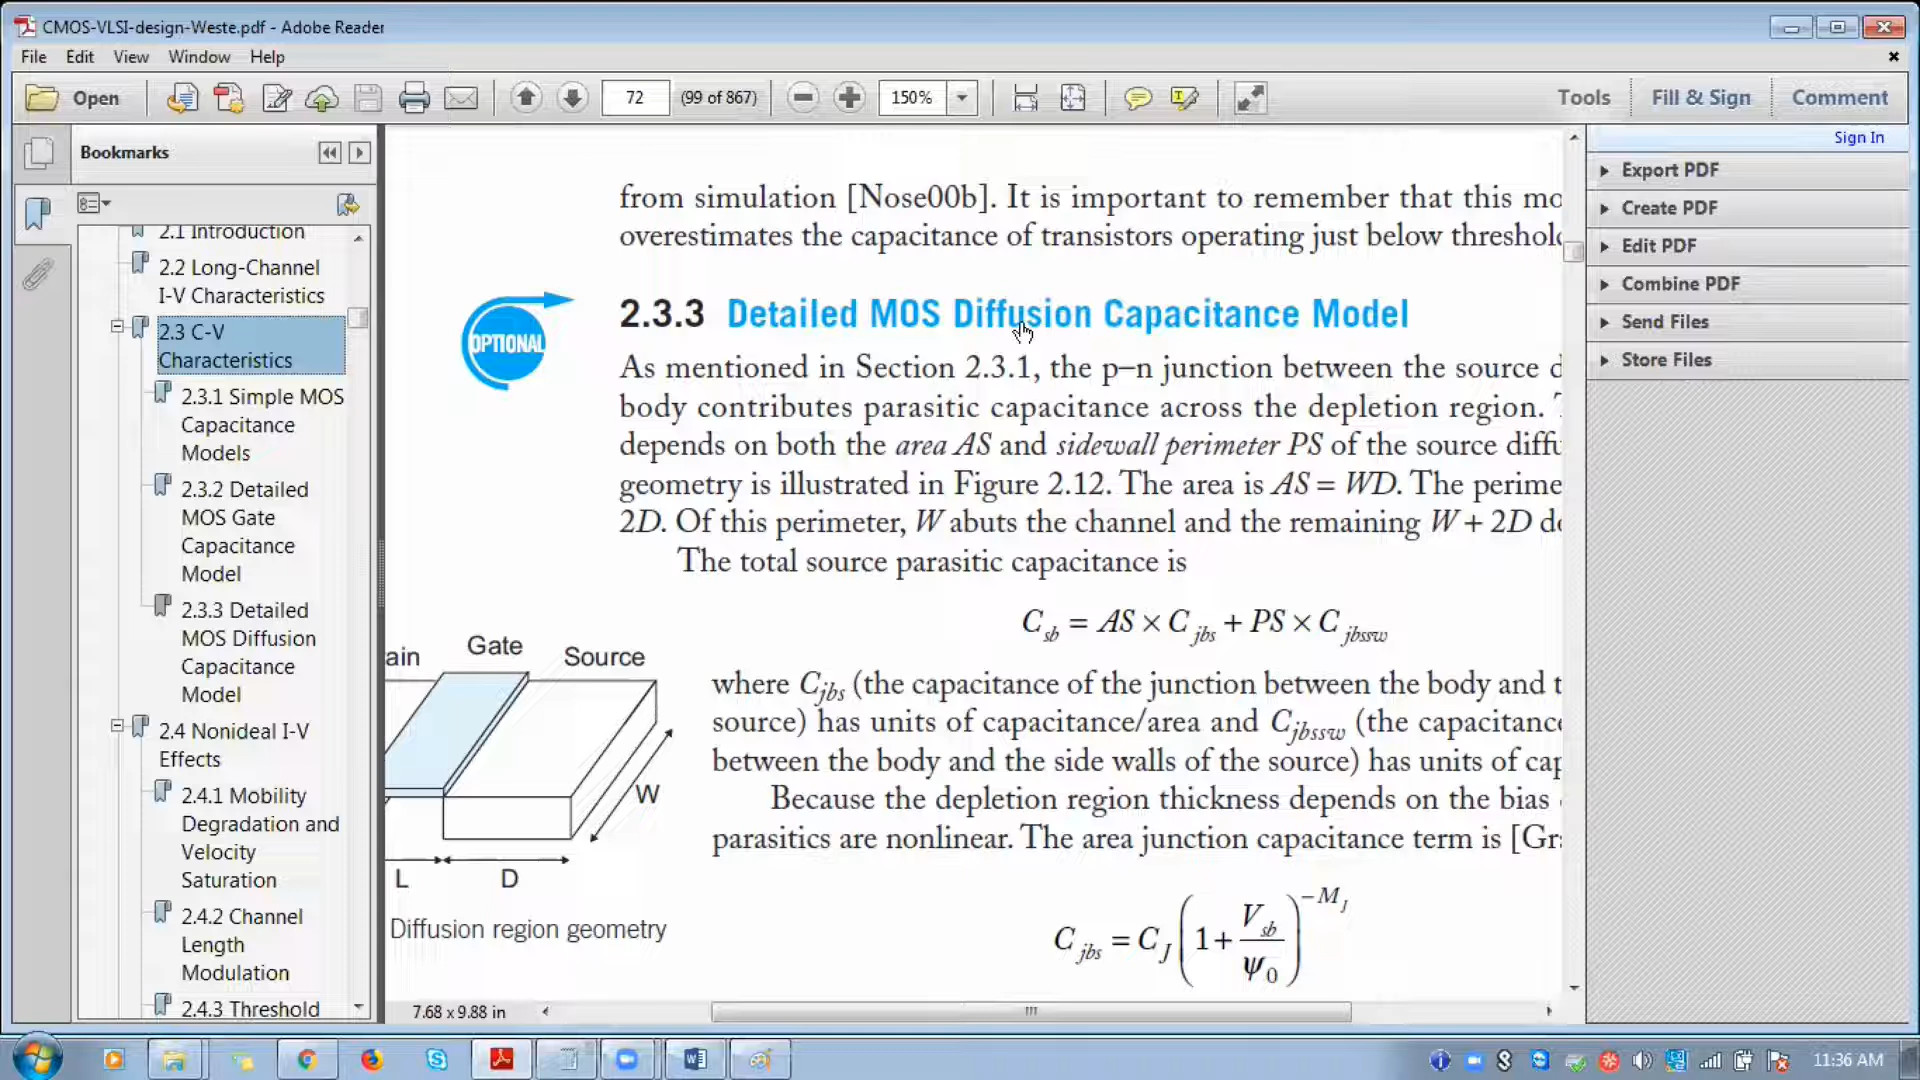 CMOS-VLSI-design-Weste.pdf - Adobe Reader
File Edit View Window Help
Open 72 (99 of 867) 150% Tools Fill & Sign Comment
Sign In
Bookmarks
2.1 Introduction
2.2 Long-Channel
I-V Characteristics
2.3 C-V
Characteristics
2.3.1 Simple MOS
Capacitance
Models
2.3.2 Detailed
MOS Gate
Capacitance
Model
2.3.3 Detailed
MOS Diffusion
Capacitance
Model
2.4 Nonideal I-V
Effects
2.4.1 Mobility
Degradation and
Velocity
Saturation
2.4.2 Channel
Length
Modulation
2.4.3 Threshold
from simulation [Nose00b]. It is important to remember that this mo
overestimates the capacitance of transistors operating just below threshol
OPTIONAL
2.3.3 Detailed MOS Diffusion Capacitance Model
As mentioned in Section 2.3.1, the p–n junction between the source d
body contributes parasitic capacitance across the depletion region.
depends on both the area AS and sidewall perimeter PS of the source diffu
geometry is illustrated in Figure 2.12. The area is AS = WD. The perime
2D. Of this perimeter, W abuts the channel and the remaining W + 2D d
The total source parasitic capacitance is
C_sb = AS × C_jbs + PS × C_jbssw
ain Gate Source
W
L D
Diffusion region geometry
where C_jbs (the capacitance of the junction between the body and t
source) has units of capacitance/area and C_jbssw (the capacitance
between the body and the side walls of the source) has units of cap
Because the depletion region thickness depends on the bias
parasitics are nonlinear. The area junction capacitance term is [Gr
C_jbs = C_J (1 + V_sb / ψ_0)^−M_J
7.68 x 9.88 in
Export PDF
Create PDF
Edit PDF
Combine PDF
Send Files
Store Files
11:36 AM